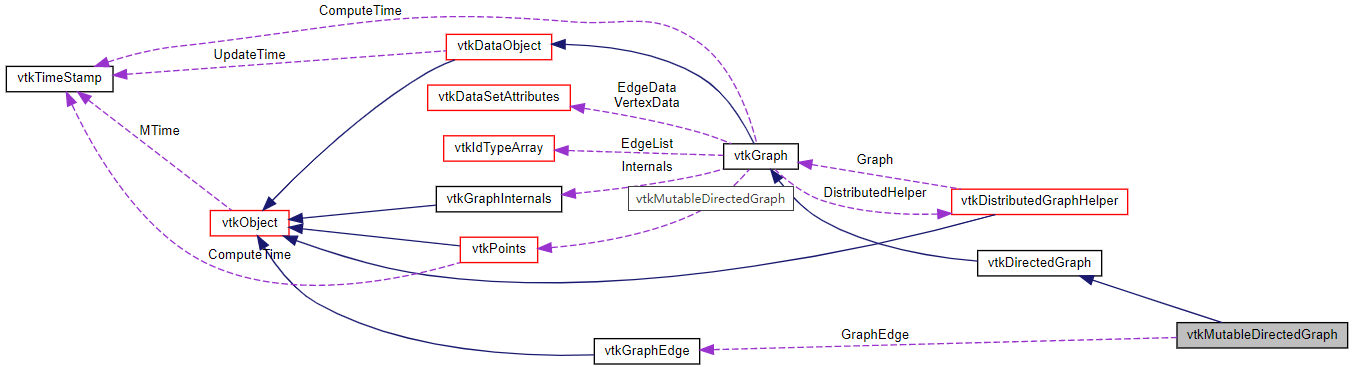 ComputeTime
vtkDataObject
UpdateTime
vtkTimeStamp
vtkDataSetAttributes
EdgeData
VertexData
MTime
vtkIdTypeArray
EdgeList
vtkGraph
Graph
Internals
vtkGraphInternals
vtkMutableDirectedGraph
DistributedHelper
vtkDistributedGraphHelper
vtkObject
ComputeTime
vtkPoints
vtkDirectedGraph
GraphEdge
vtkMutableDirectedGraph
vtkGraphEdge